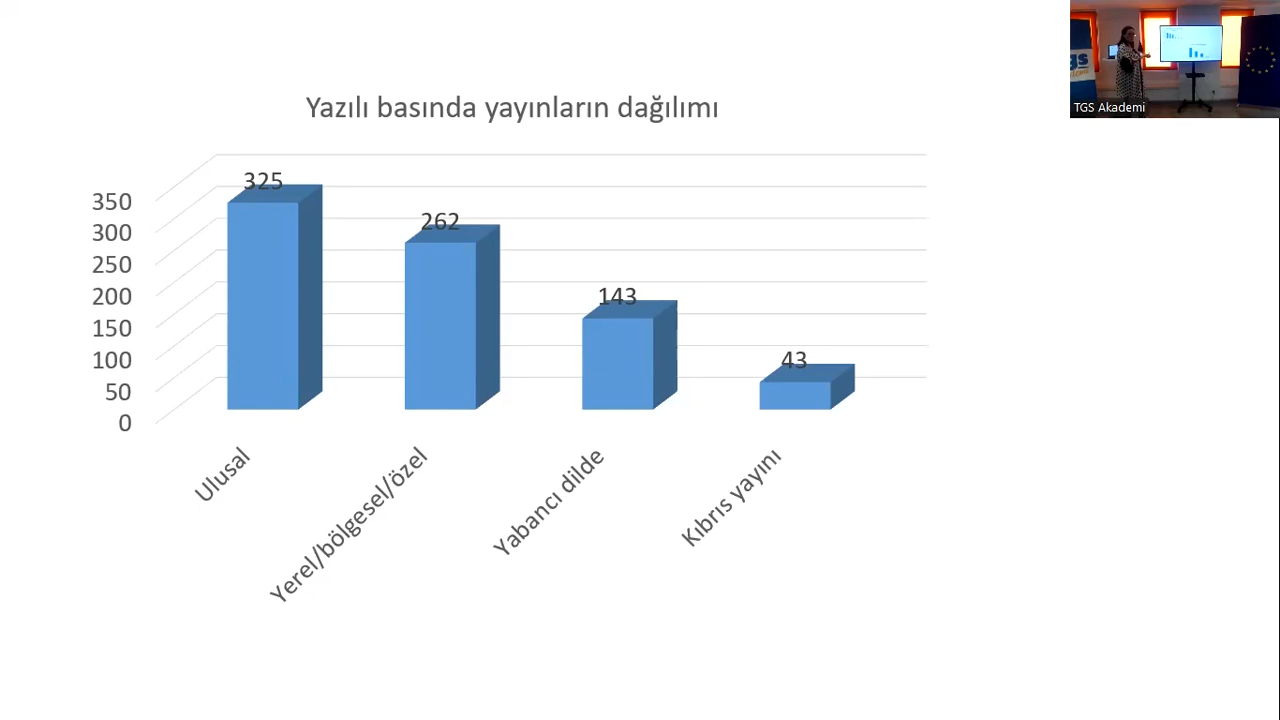 Yazılı basında yayınların dağılımı
350
300
250
200
150
100
50
0
325
262
143
43
Ulusal
Yerel/bölgesel/özel
Yabancı dilde
Kıbrıs yayını
TGS Akademi